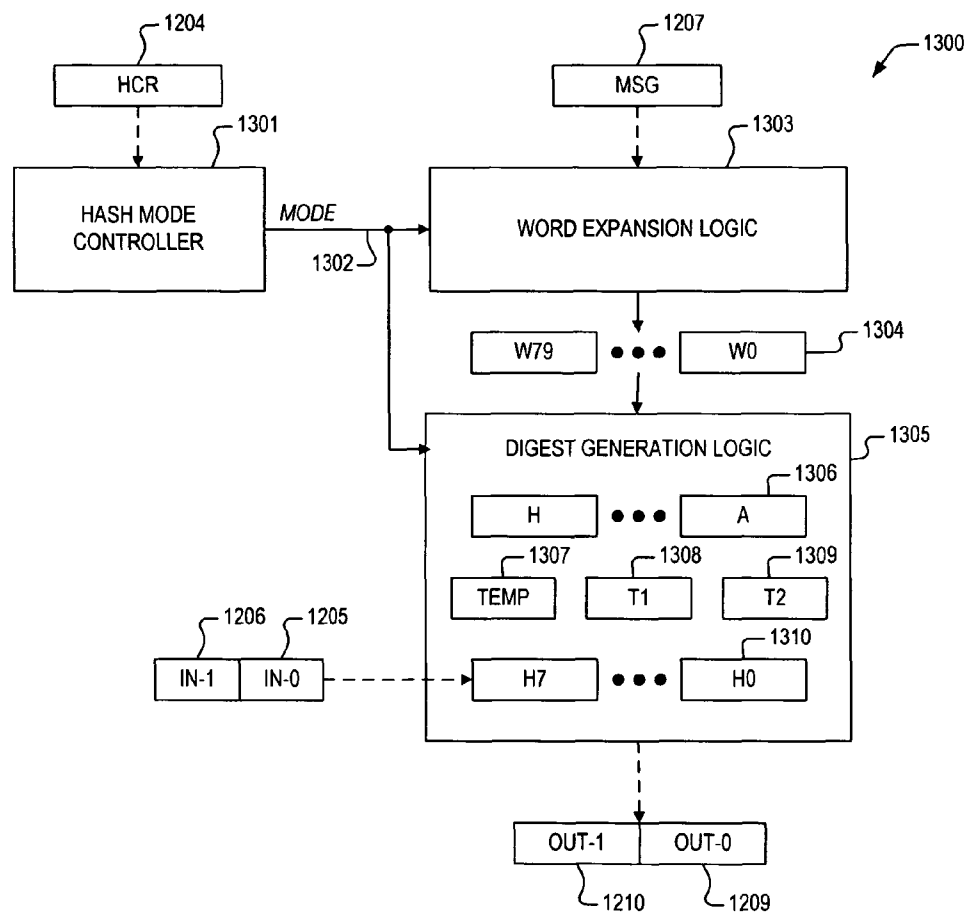 1204
1207
1300
HCR
MSG
1301
1303
HASH MODE
CONTROLLER
MODE
1302
WORD EXPANSION LOGIC
W79
W0
1304
DIGEST GENERATION LOGIC
1305
1306
H
A
1307
1308
1309
TEMP
T1
T2
1206
1205
1310
IN-1
IN-0
H7
H0
OUT-1
OUT-0
1210
1209